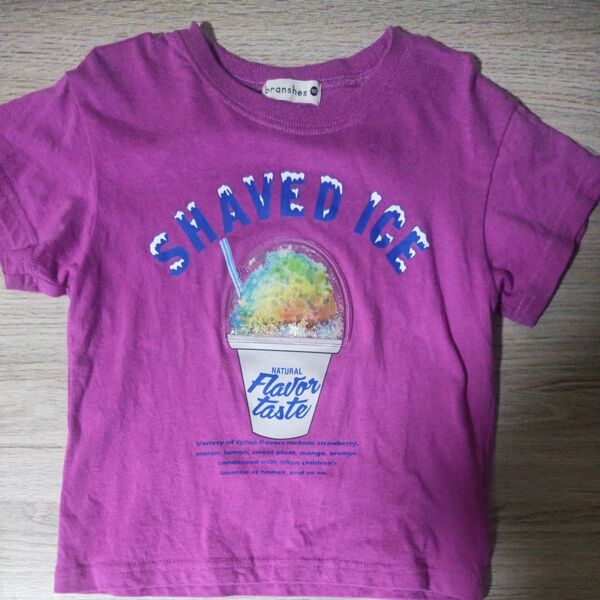 branshes
SHAVED ICE
NATURAL
Flavor
taste
Variety of syrup flavors include strawberry,
melon, lemon, sweet plum, mango, orange,
condensed milk often children's
favorite at homes, and so on...